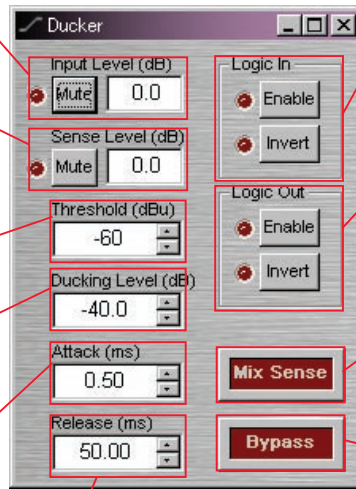 Ducker
Input Level (dB)
Mute 0.0
Sense Level (dB)
Mute 0.0
Threshold (dBu)
-60
Ducking Level (dB)
-40.0
Attack (ms)
0.50
Release (ms)
50.00
Logic In
Enable
Invert
Logic Out
Enable
Invert
Mix Sense
Bypass